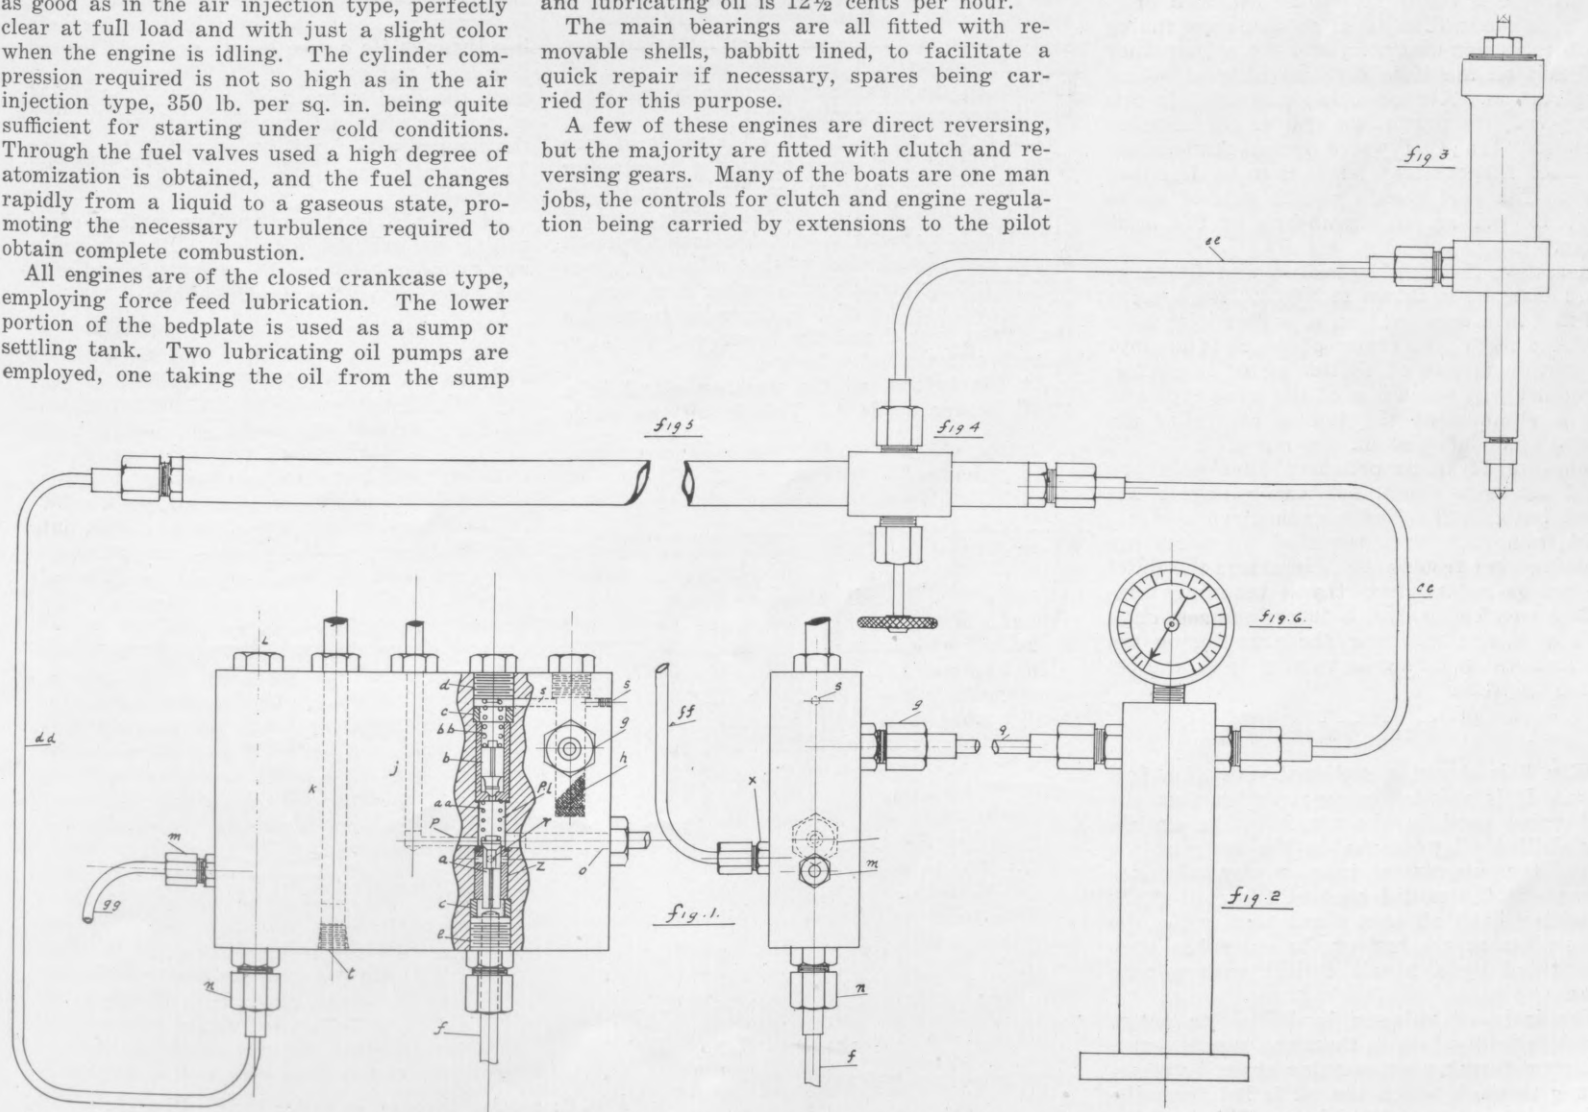 as good as in the air injection type, perfectly
clear at full load and with just a slight color
when the engine is idling. The cylinder com-
pression required is not so high as in the air
injection type, 350 lb. per sq. in. being quite
sufficient for starting under cold conditions.
Through the fuel valves used a high degree of
atomization is obtained, and the fuel changes
rapidly from a liquid to a gaseous state, pro-
moting the necessary turbulence required to
obtain complete combustion.
All engines are of the closed crankcase type,
employing force feed lubrication. The lower
portion of the bedplate is used as a sump or
settling tank. Two lubricating oil pumps are
employed, one taking the oil from the sump
and lubricating oil is 12½ cents per hour.
The main bearings are all fitted with re-
movable shells, babbitt lined, to facilitate a
quick repair if necessary, spares being car-
ried for this purpose.
A few of these engines are direct reversing,
but the majority are fitted with clutch and re-
versing gears. Many of the boats are one man
jobs, the controls for clutch and engine regula-
tion being carried by extensions to the pilot
fig 3
ee
fig 5
fig 4
cc
fig. 6.
dd
L
k
j
d
s
s
c
bb
b
g
h
aa
P.L
P
r
a
z
o
c
e
m
gg
n
t
f
fig. 1.
ff
s
g
q
x
m
n
f
fig. 2